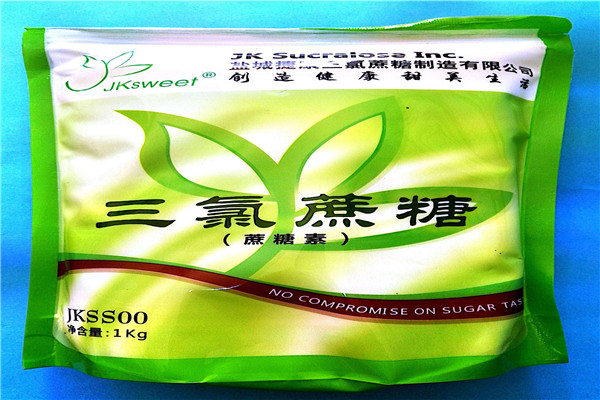 JKsweet®
JK Sucralose Inc.
盐城捷康三氯蔗糖制造有限公司
创造健康甜美生活
三氯蔗糖
(蔗糖素)
NO COMPROMISE ON SUGAR TAS
JKSS00
净含量:1Kg